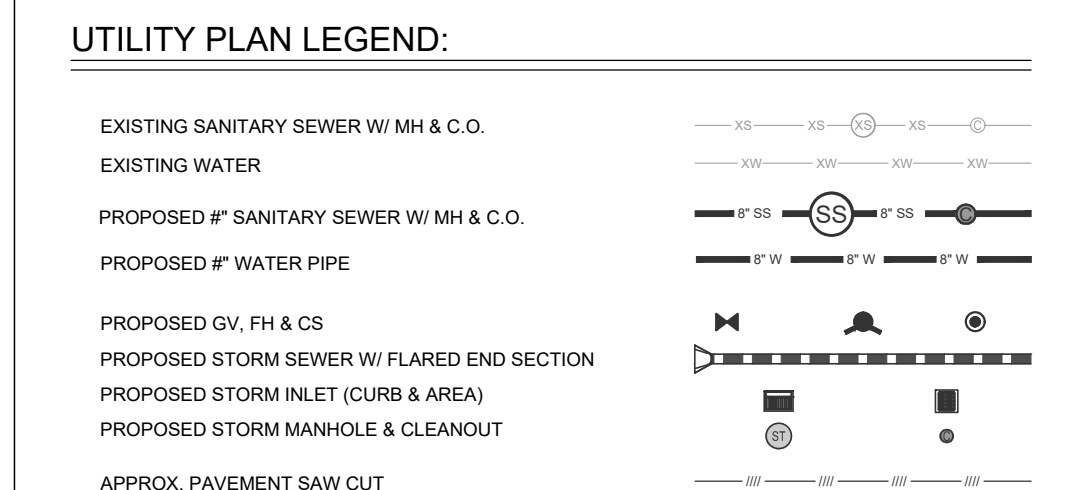 UTILITY PLAN LEGEND:
EXISTING SANITARY SEWER W/ MH & C.O. XS XS XS XS C
EXISTING WATER XW XW XW XW
PROPOSED #" SANITARY SEWER W/ MH & C.O. 8" SS SS 8" SS C
PROPOSED #" WATER PIPE 8" W 8" W 8" W
PROPOSED GV, FH & CS
PROPOSED STORM SEWER W/ FLARED END SECTION
PROPOSED STORM INLET (CURB & AREA)
PROPOSED STORM MANHOLE & CLEANOUT ST C
APPROX. PAVEMENT SAW CUT //// //// //// ////